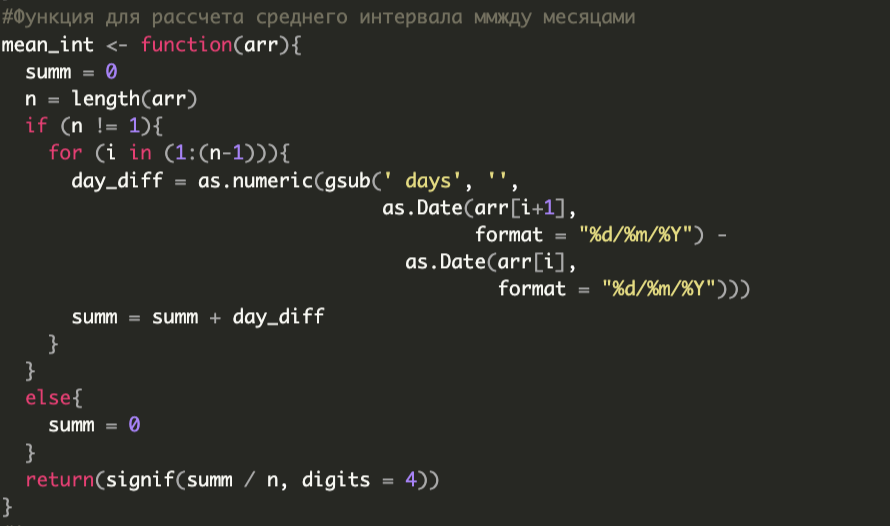 #Функция для рассчета среднего интервала ммжду месяцами
mean_int <- function(arr){
  summ = 0
  n = length(arr)
  if (n != 1){
    for (i in (1:(n-1))){
      day_diff = as.numeric(gsub(' days', '',
                                 as.Date(arr[i+1],
                                         format = "%d/%m/%Y") -
                                   as.Date(arr[i],
                                           format = "%d/%m/%Y")))
      summ = summ + day_diff
    }
  }
  else{
    summ = 0
  }
  return(signif(summ / n, digits = 4))
}